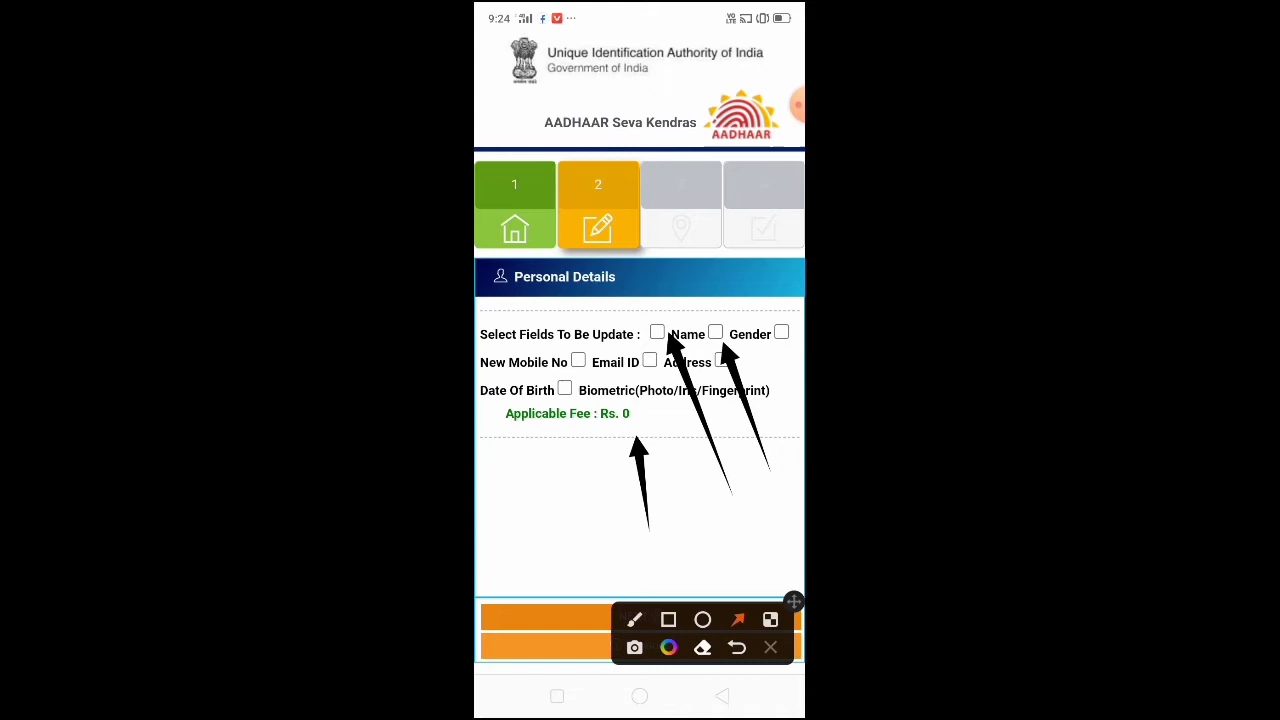 9:24
Unique Identification Authority of India
Government of India
AADHAAR Seva Kendras
AADHAAR
1 2
Personal Details
Select Fields To Be Update : Name Gender
New Mobile No Email ID Address
Date Of Birth Biometric(Photo/Iris/Fingerprint)
Applicable Fee : Rs. 0